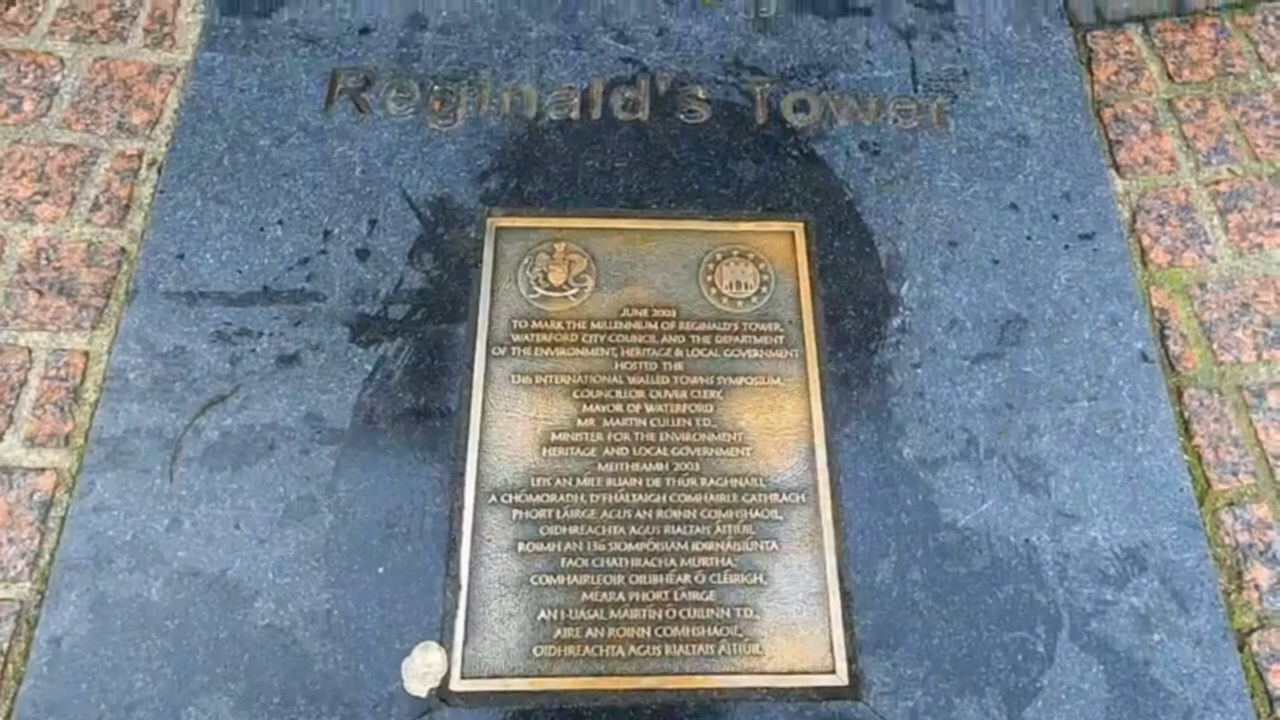 Reginald's Tower
JUNE 2003
TO MARK THE MILLENNIUM OF REGINALD'S TOWER,
WATERFORD CITY COUNCIL AND THE DEPARTMENT
OF THE ENVIRONMENT, HERITAGE & LOCAL GOVERNMENT
HOSTED THE
13th INTERNATIONAL WALLED TOWNS SYMPOSIUM.
COUNCILLOR OLIVER CLERY,
MAYOR OF WATERFORD
MR MARTIN CULLEN T.D.,
MINISTER FOR THE ENVIRONMENT
HERITAGE AND LOCAL GOVERNMENT
MEITHEAMH 2003
LEIS AN MÍLE BLIAIN DE THÚR RAGHNAILL
A CHOMÓRADH, D'FHÁLTAIGH COMHAIRLE CATHRACH
PHORT LÁIRGE AGUS AN ROINN COMHSHAOIL,
OIDHREACHTA AGUS RIALTAIS ÁITIÚIL
ROIMH AN 13ú SIOMPÓISIAM IDIRNÁISIÚNTA
FAOI CHATHRACHA MÚRTHA.
COMHAIRLEOIR OILIBHÉAR Ó CLÉIRIGH,
MÉARA PHORT LÁIRGE
AN t-UASAL MÁIRTÍN Ó CUILINN T.D.,
AIRE AN ROINN COMHSHAOIL,
OIDHREACHTA AGUS RIALTAIS ÁITIÚIL